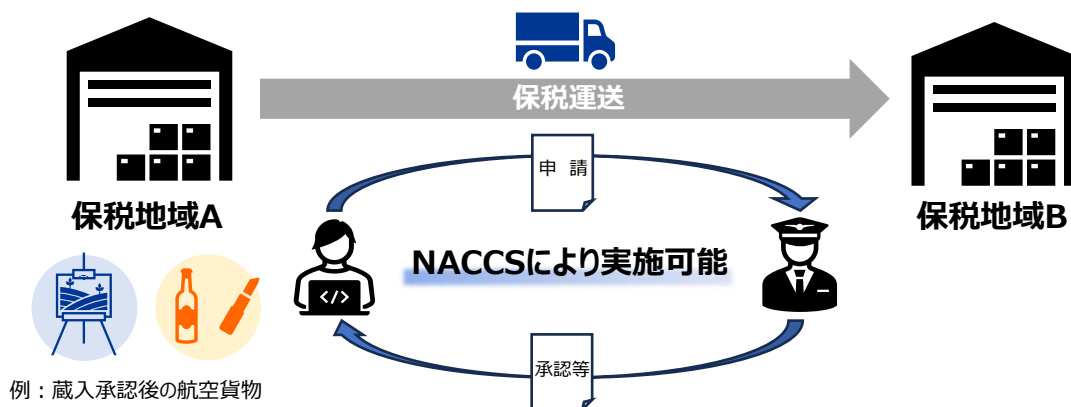 保税運送
申 請
保税地域A
保税地域B
NACCSにより実施可能
</>
承認等
例：蔵入承認後の航空貨物